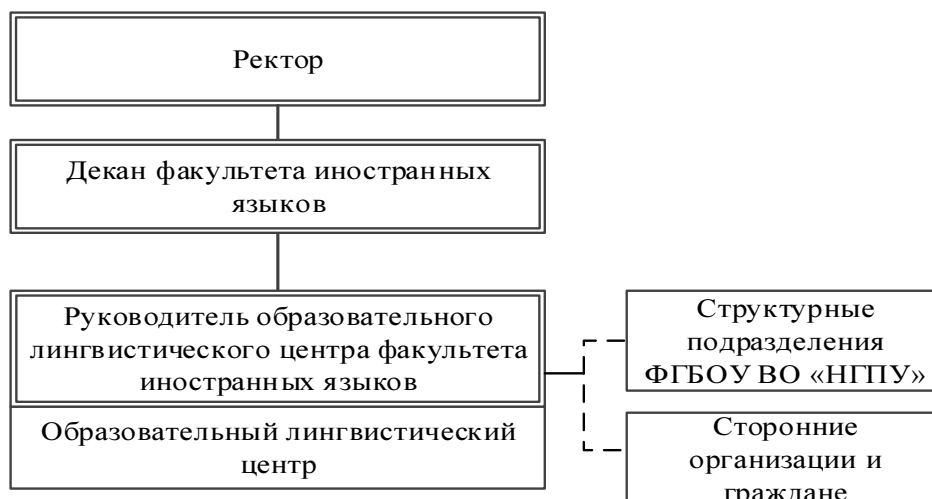 Ректор
Декан факультета иностранных
языков
Руководитель образовательного
лингвистического центра факультета
иностранных языков
Образовательный лингвистический
центр
Структурные
подразделения
ФГБОУ ВО «НГПУ»
Сторонние
организации и
граждане